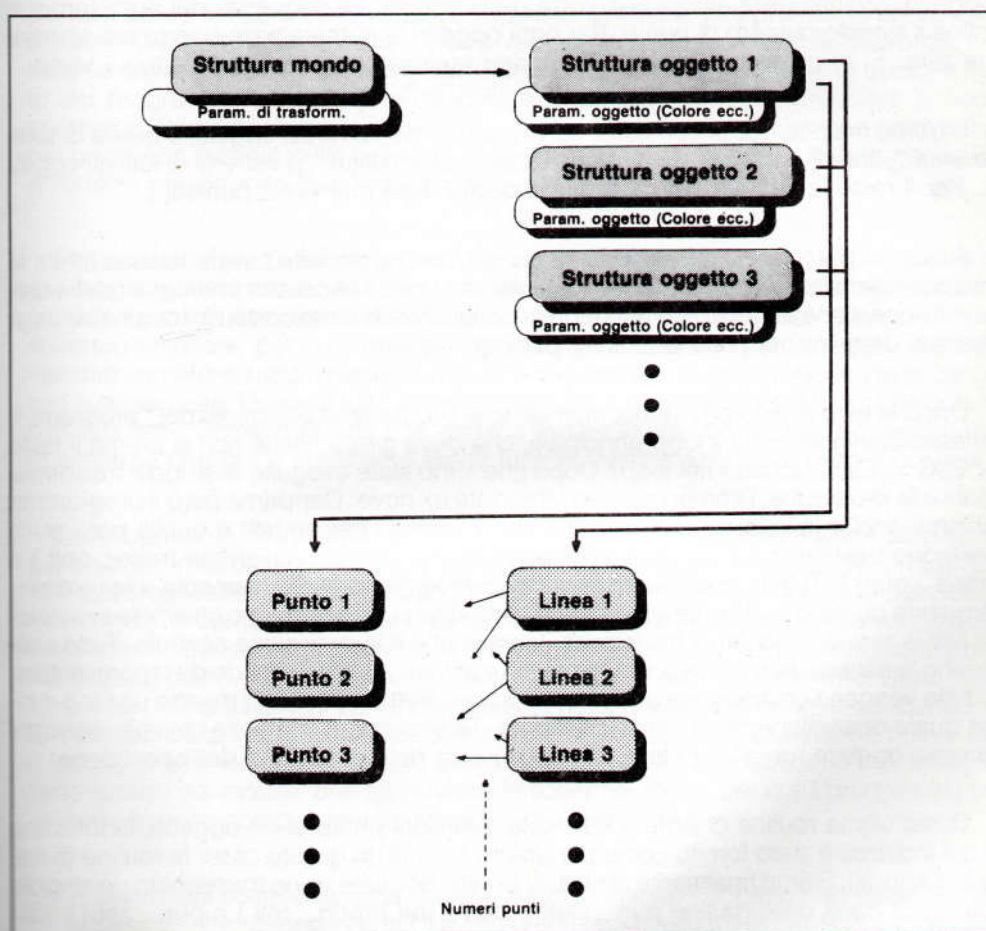 Struttura mondo
Param. di trasform.
Struttura oggetto 1
Param. oggetto (Colore ecc.)
Struttura oggetto 2
Param. oggetto (Colore ecc.)
Struttura oggetto 3
Param. oggetto (Colore ecc.)
Punto 1
Linea 1
Punto 2
Linea 2
Punto 3
Linea 3
Numeri punti